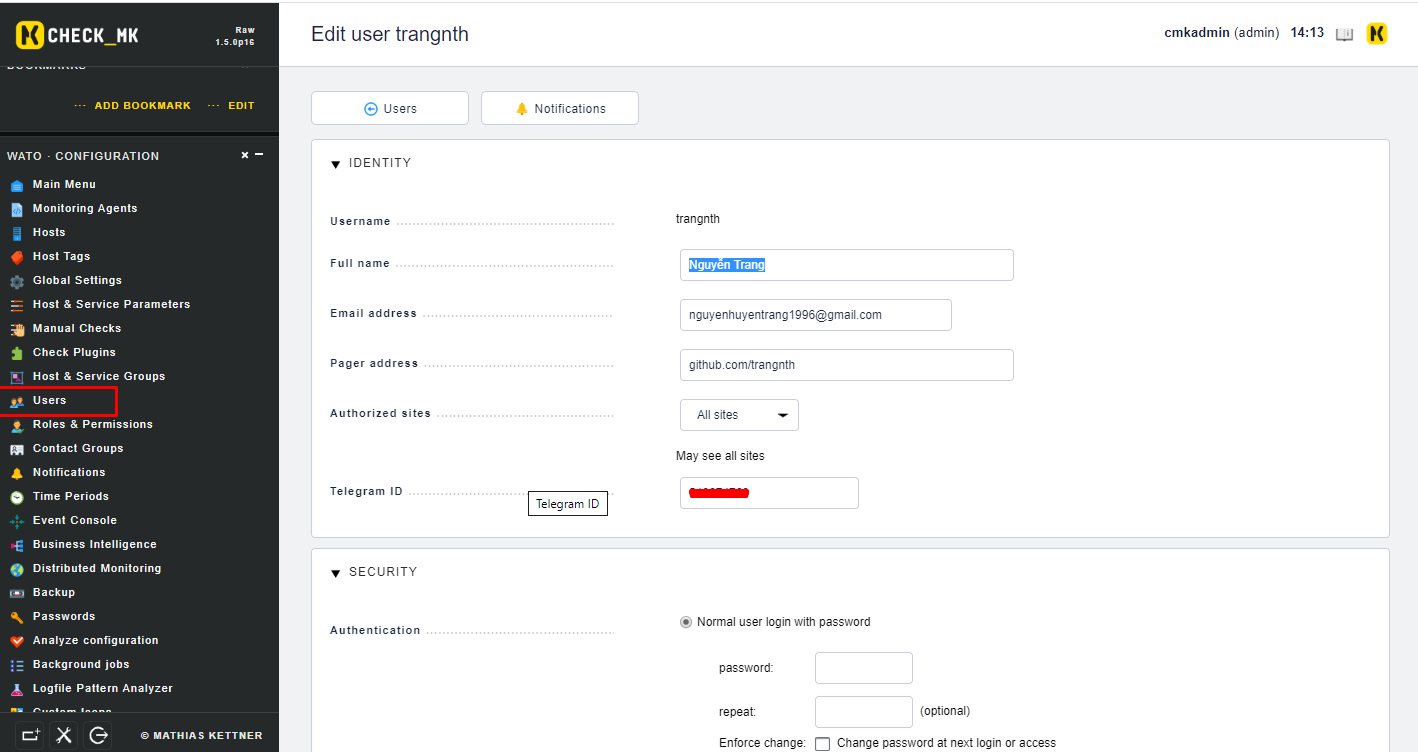 CHECK_MK
Raw
1.5.0p16
Edit user trangnth
cmkadmin (admin) 14:13
BOOKMARKS
ADD BOOKMARK
EDIT
Users
Notifications
WATO · CONFIGURATION
Main Menu
Monitoring Agents
Hosts
Host Tags
Global Settings
Host & Service Parameters
Manual Checks
Check Plugins
Host & Service Groups
Users
Roles & Permissions
Contact Groups
Notifications
Time Periods
Event Console
Business Intelligence
Distributed Monitoring
Backup
Passwords
Analyze configuration
Background jobs
Logfile Pattern Analyzer
Custom Icons
© MATHIAS KETTNER
IDENTITY
Username
trangnth
Full name
Nguyễn Trang
Email address
nguyenhuyentrang1996@gmail.com
Pager address
github.com/trangnth
Authorized sites
All sites
May see all sites
Telegram ID
Telegram ID
SECURITY
Authentication
Normal user login with password
password:
repeat:
(optional)
Enforce change:
Change password at next login or access